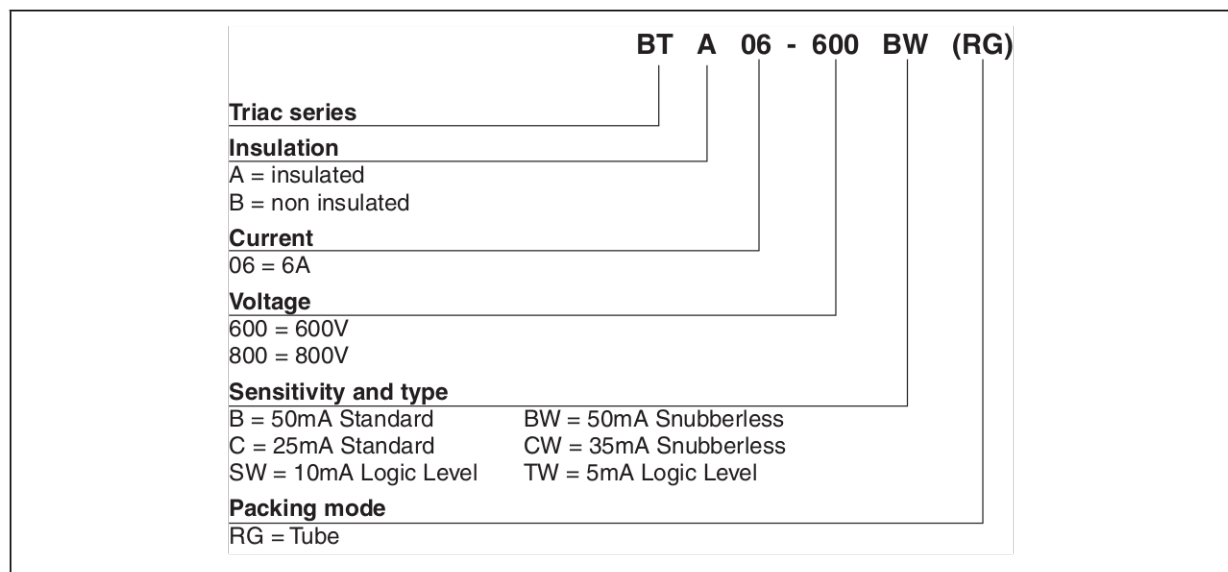 BT A 06 - 600 BW (RG)
Triac series
Insulation
A = insulated
B = non insulated
Current
06 = 6A
Voltage
600 = 600V
800 = 800V
Sensitivity and type
B = 50mA Standard BW = 50mA Snubberless
C = 25mA Standard CW = 35mA Snubberless
SW = 10mA Logic Level TW = 5mA Logic Level
Packing mode
RG = Tube